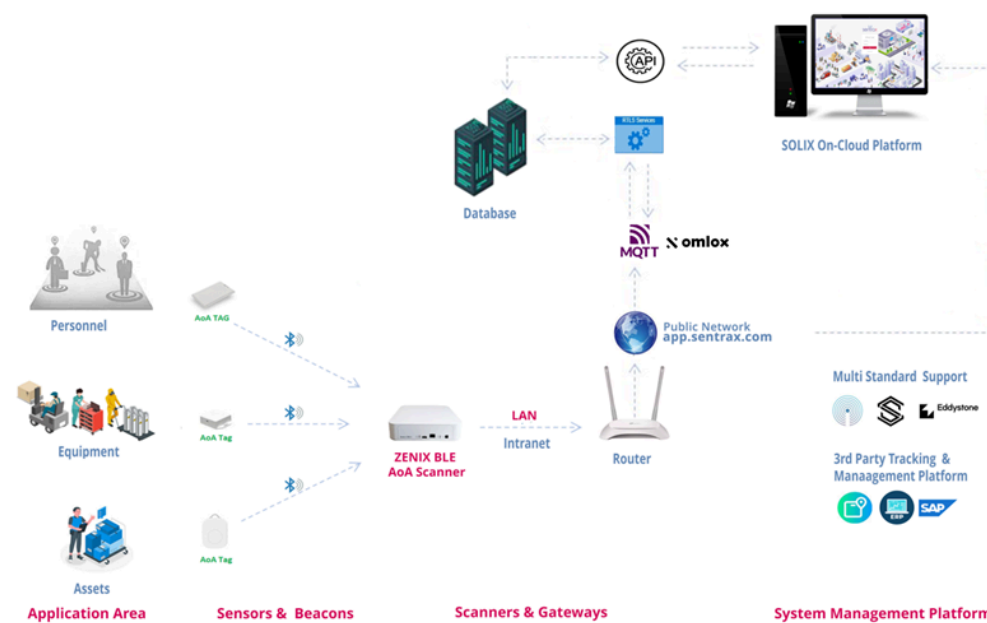 API
RTLS Services
SOLIX On-Cloud Platform
Database
MQTT
omlox
Personnel
AoA TAG
Public Network
app.sentrax.com
Multi Standard Support
Eddystone
Equipment
AoA Tag
LAN
Intranet
ZENIX BLE
AoA Scanner
Router
3rd Party Tracking &
Manaagement Platform
ERP
SAP
AoA Tag
Assets
Application Area
Sensors & Beacons
Scanners & Gateways
System Management Platform